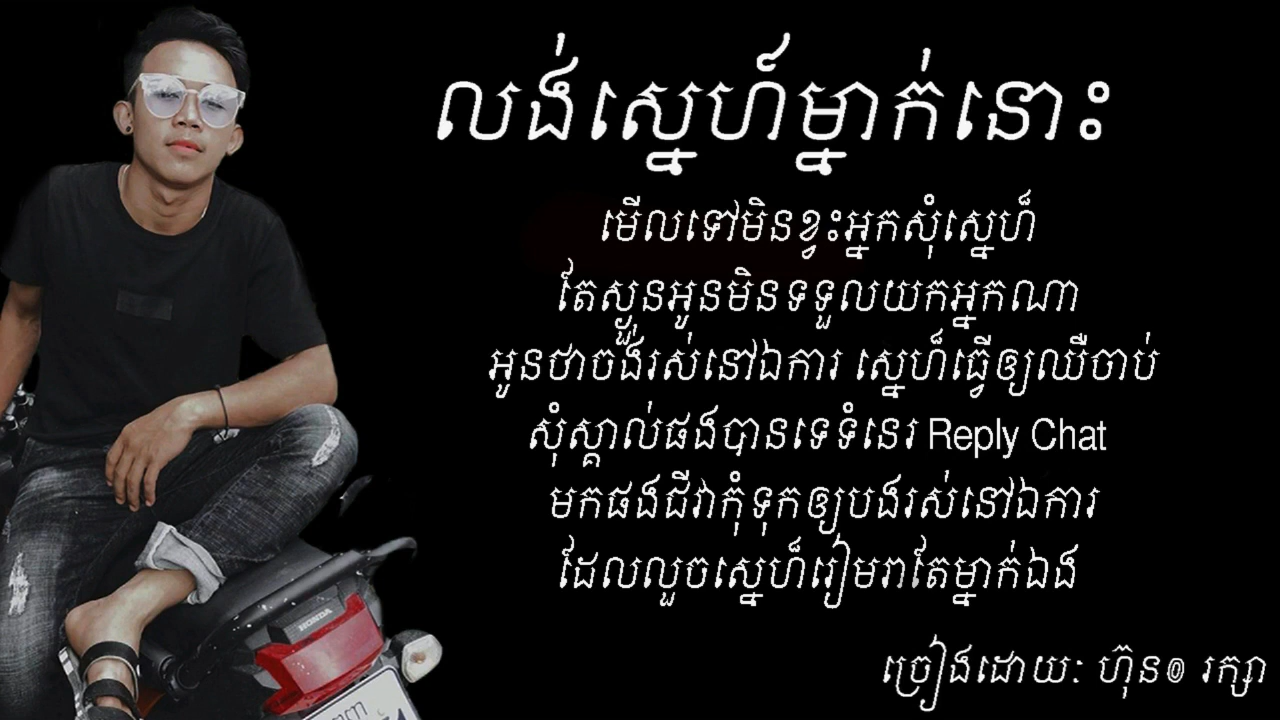 លង់ស្នេហ៍ម្នាក់នោះ
មើលទៅមិនខ្វះអ្នកសុំស្នេហ៍
តែស្ងួនអូនមិនទទួលយកអ្នកណា
អូនថាចង់រស់នៅឯការ ស្នេហ៍ធ្វើឲ្យឈឺចាប់
សុំស្គាល់ផងបានទេទំនេរ Reply Chat
មកផងជីវាកុំទុកឲ្យបងរស់នៅឯការ
ដែលលួចស្នេហ៍រៀមរាតែម្នាក់ឯង
ច្រៀងដោយៈ ហ៊ុន៙ រក្សា
HONDA